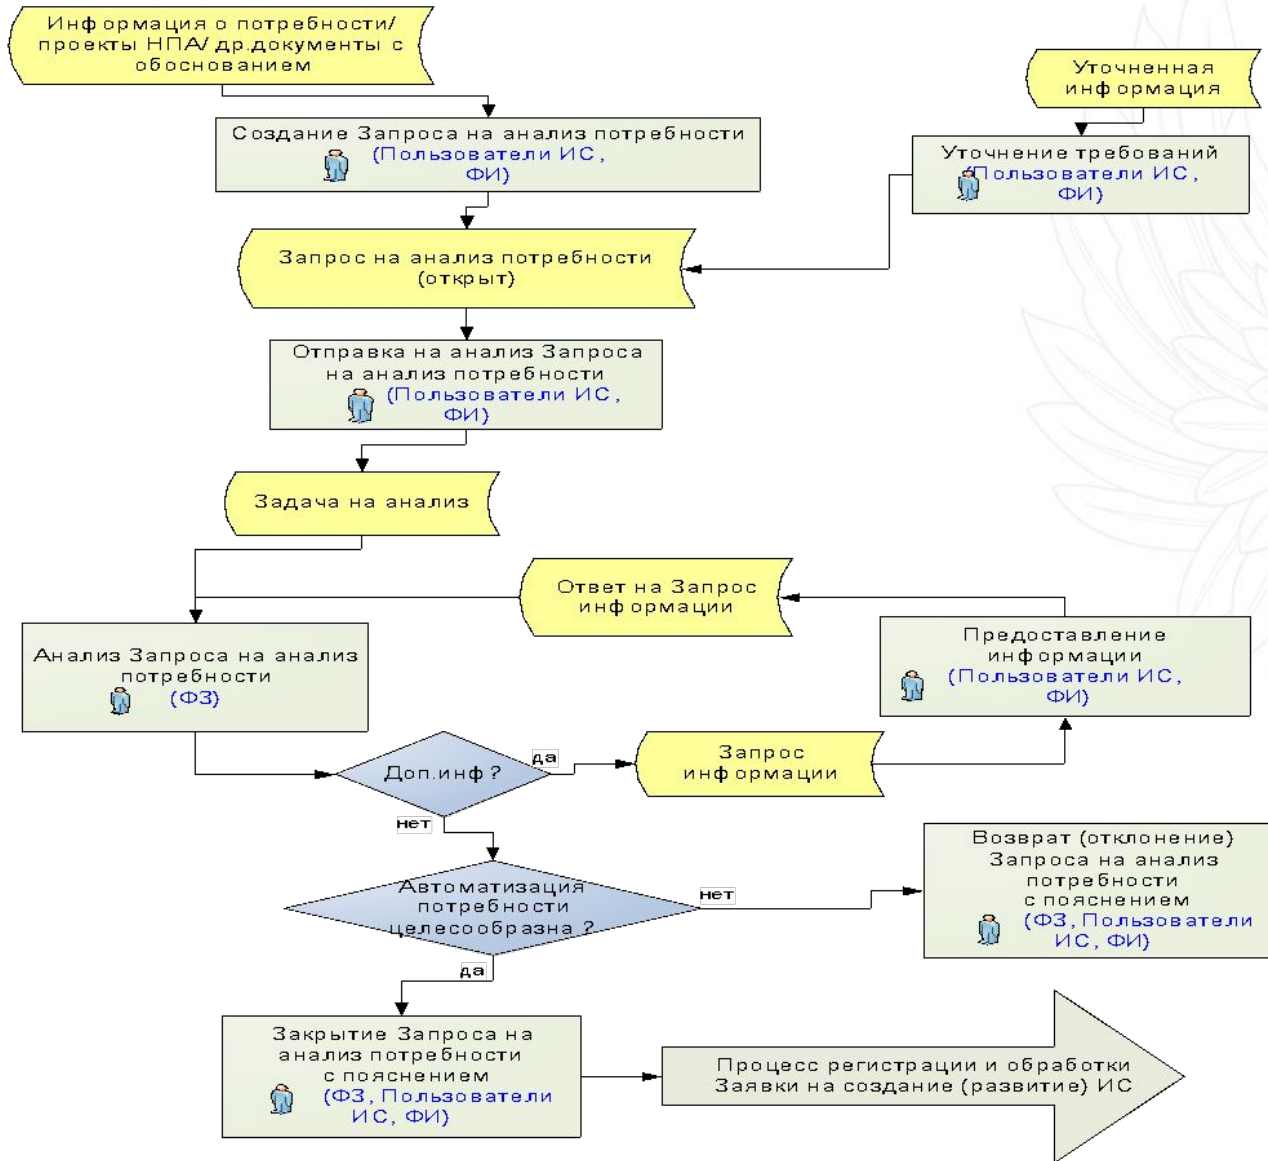 Информация о потребности/
проекты НПА/ др.документы с
обоснованием
Уточненная
информация
Создание Запроса на анализ потребности
(Пользователи ИС,
ФИ)
Уточнение требований
(Пользователи ИС,
ФИ)
Запрос на анализ потребности
(открыт)
Отправка на анализ Запроса
на анализ потребности
(Пользователи ИС,
ФИ)
Задача на анализ
Ответ на Запрос
информации
Предоставление
информации
(Пользователи ИС,
ФИ)
Анализ Запроса на анализ
потребности
(ФЗ)
Доп.инф?
да
Запрос
информации
нет
Автоматизация
потребности
целесообразна ?
нет
Возврат (отклонение)
Запроса на анализ
потребности
с пояснением
(ФЗ, Пользователи
ИС, ФИ)
да
Закрытие Запроса на
анализ потребности
с пояснением
(ФЗ, Пользователи
ИС, ФИ)
Процесс регистрации и обработки
Заявки на создание (развитие) ИС